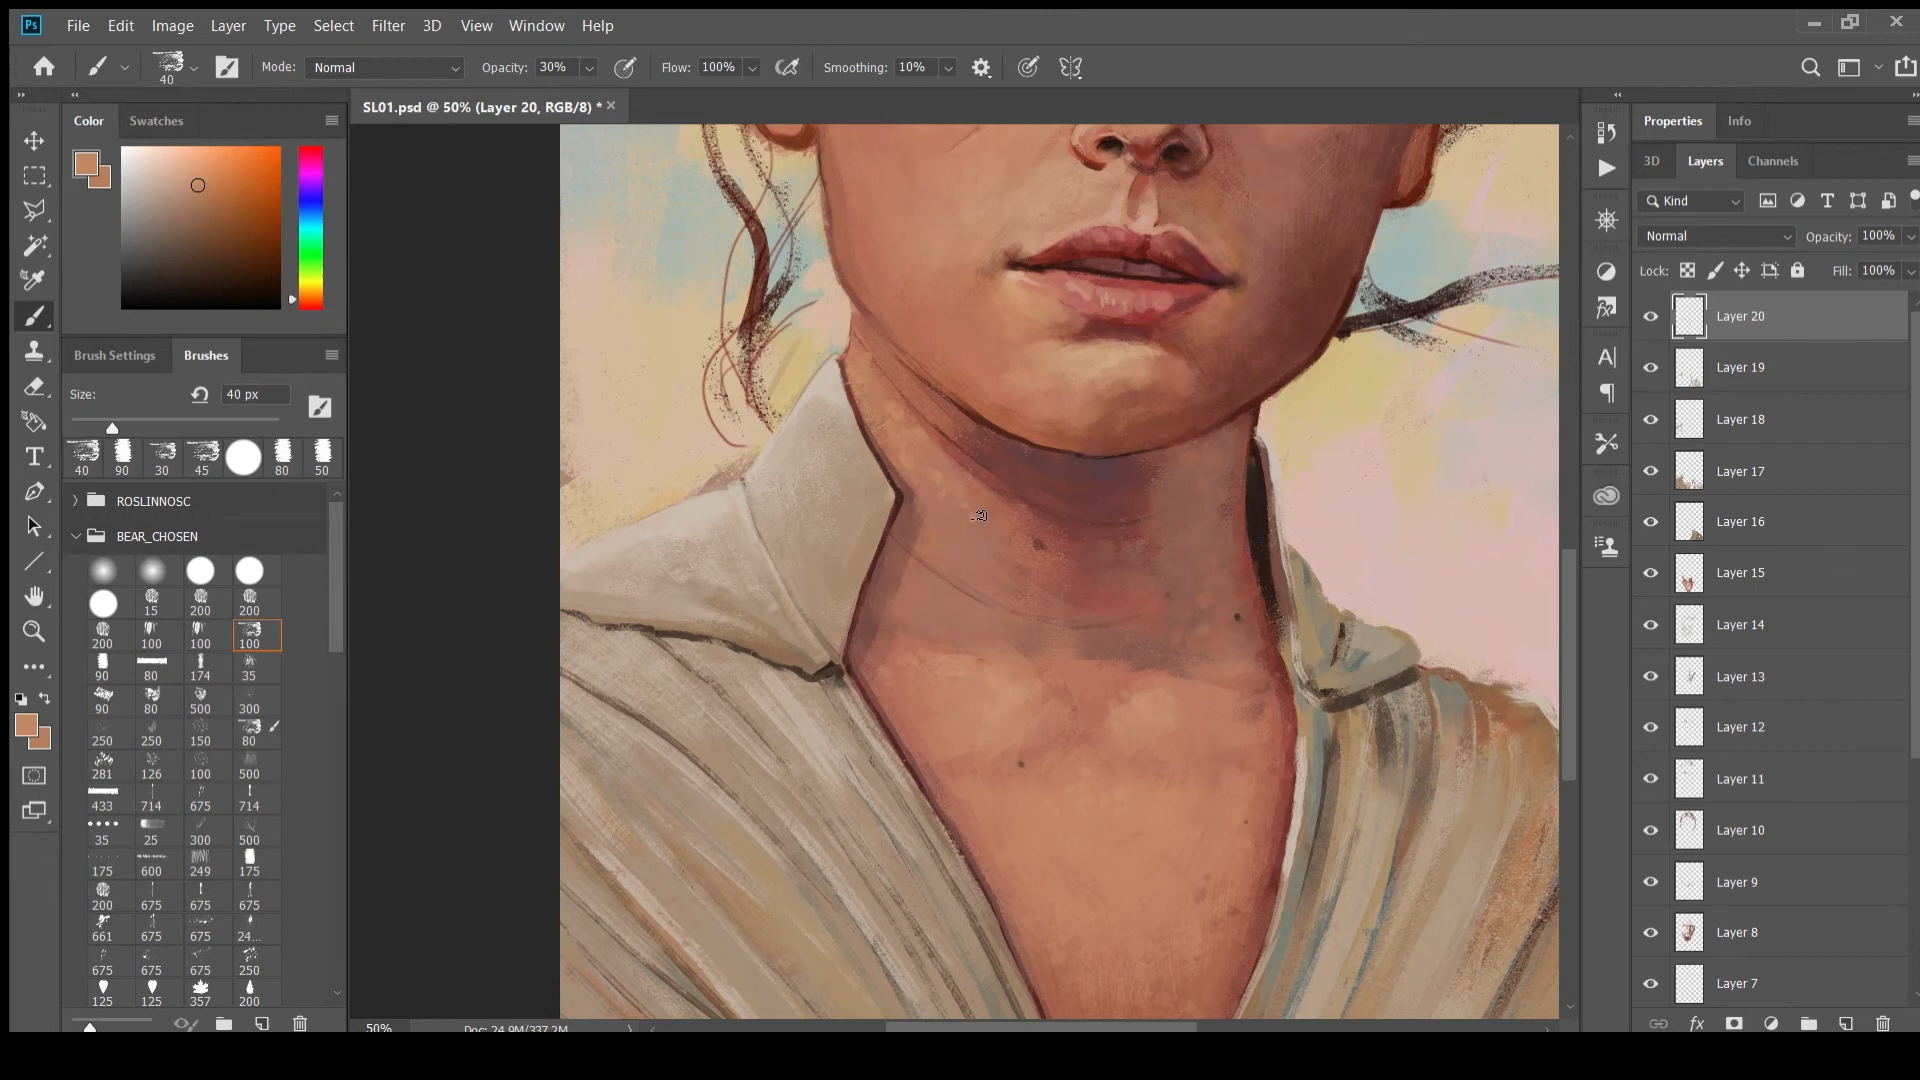 Ps File Edit Image Layer Type Select Filter 3D View Window Help
40 Mode: Normal Opacity: 30% Flow: 100% Smoothing: 10%
SL01.psd @ 50% (Layer 20, RGB/8) *
Color Swatches
Brush Settings Brushes
Size: 40 px
40 90 30 45 80 50
ROSLINNOSC
BEAR_CHOSEN
15 200 200
200 100 100 100
90 80 174 35
90 80 500 300
250 250 150 80
281 126 100 500
433 714 675 714
35 25 300 500
175 600 249 175
200 675 675 675
661 675 675 24...
675 675 675 250
125 125 357 200
50% Doc: 24.9M/337.2M
Properties Info
3D Layers Channels
Kind
Normal Opacity: 100%
Lock: Fill: 100%
Layer 20
Layer 19
Layer 18
Layer 17
Layer 16
Layer 15
Layer 14
Layer 13
Layer 12
Layer 11
Layer 10
Layer 9
Layer 8
Layer 7
fx